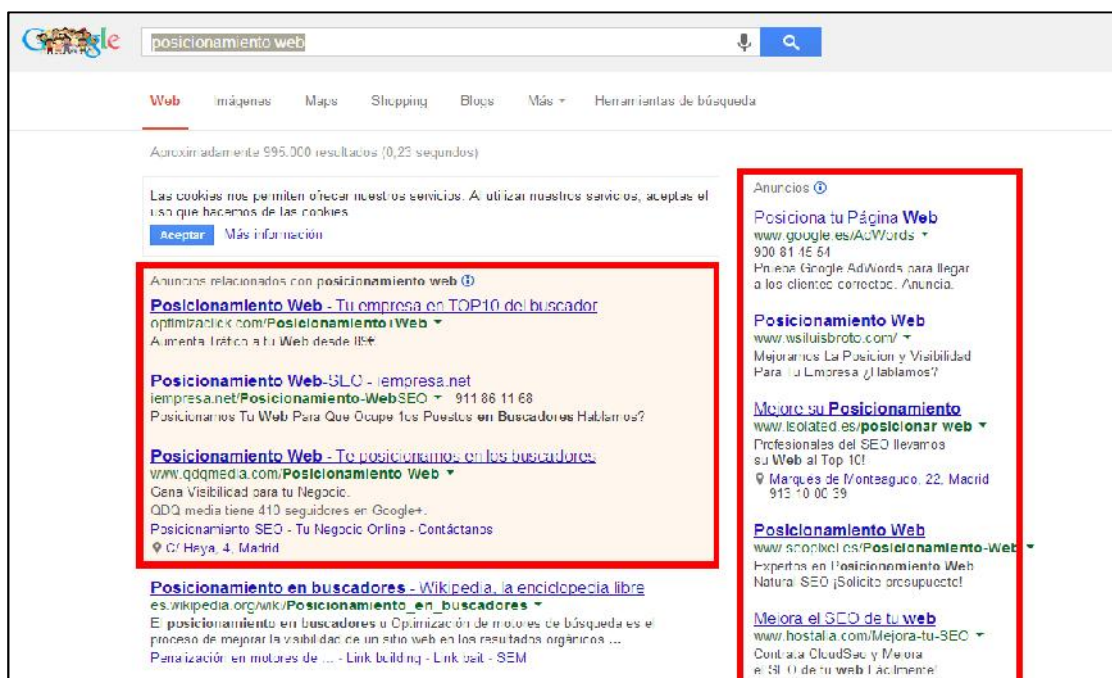 Google
posicionamiento web
Web Imágenes Maps Shopping Blogs Más Herramientas de búsqueda
Aproximadamente 995.000 resultados (0,23 segundos)
Las cookies nos permiten ofrecer nuestros servicios. Al utilizar nuestros servicios, aceptas el
uso que hacemos de las cookies
Aceptar Más información
Anuncios relacionados con posicionamiento web
Posicionamiento Web - Tu empresa en TOP10 del buscador
optimizaclick.com/Posicionamiento+Web
Aumenta Tráfico a tu Web desde 89€
Posicionamiento Web-SEO - iempresa.net
iempresa.net/Posicionamiento-WebSEO 911 86 11 68
Posicionamos Tu Web Para Que Ocupe 1os Puestos en Buscadores Hablamos?
Posicionamiento Web - Te posicionamos en los buscadores
www.qdqmedia.com/Posicionamiento Web
Gana Visibilidad para tu Negocio.
QDQ media tiene 410 seguidores en Google+.
Posicionamiento SEO - Tu Negocio Online - Contáctanos
C/ Haya, 4, Madrid
Posicionamiento en buscadores - Wikipedia, la enciclopedia libre
es.wikipedia.org/wiki/Posicionamiento_en_buscadores
El posicionamiento en buscadores u Optimización de motores de búsqueda es el
proceso de mejorar la visibilidad de un sitio web en los resultados orgánicos ...
Penalización en motores de ... - Link building - Link bait - SEM
Anuncios
Posiciona tu Página Web
www.google.es/AdWords
900 81 45 54
Prueba Google AdWords para llegar
a los clientes correctos. Anuncia.
Posicionamiento Web
www.wsiluisbroto.com/
Mejoramos La Posicion y Visibilidad
Para Tu Empresa ¿Hablamos?
Mejore su Posicionamiento
www.isolated.es/posicionar web
Profesionales del SEO llevamos
su Web al Top 10!
Marqués de Monteagudo, 22, Madrid
913 10 00 39
Posicionamiento Web
www.seopixel.es/Posicionamiento-Web
Expertos en Posicionamiento Web
Natural SEO ¡Solicite presupuesto!
Mejora el SEO de tu web
www.hostalia.com/Mejora-tu-SEO
Contrata CloudSeo y Mejora
el SEO de tu web Fácilmente!